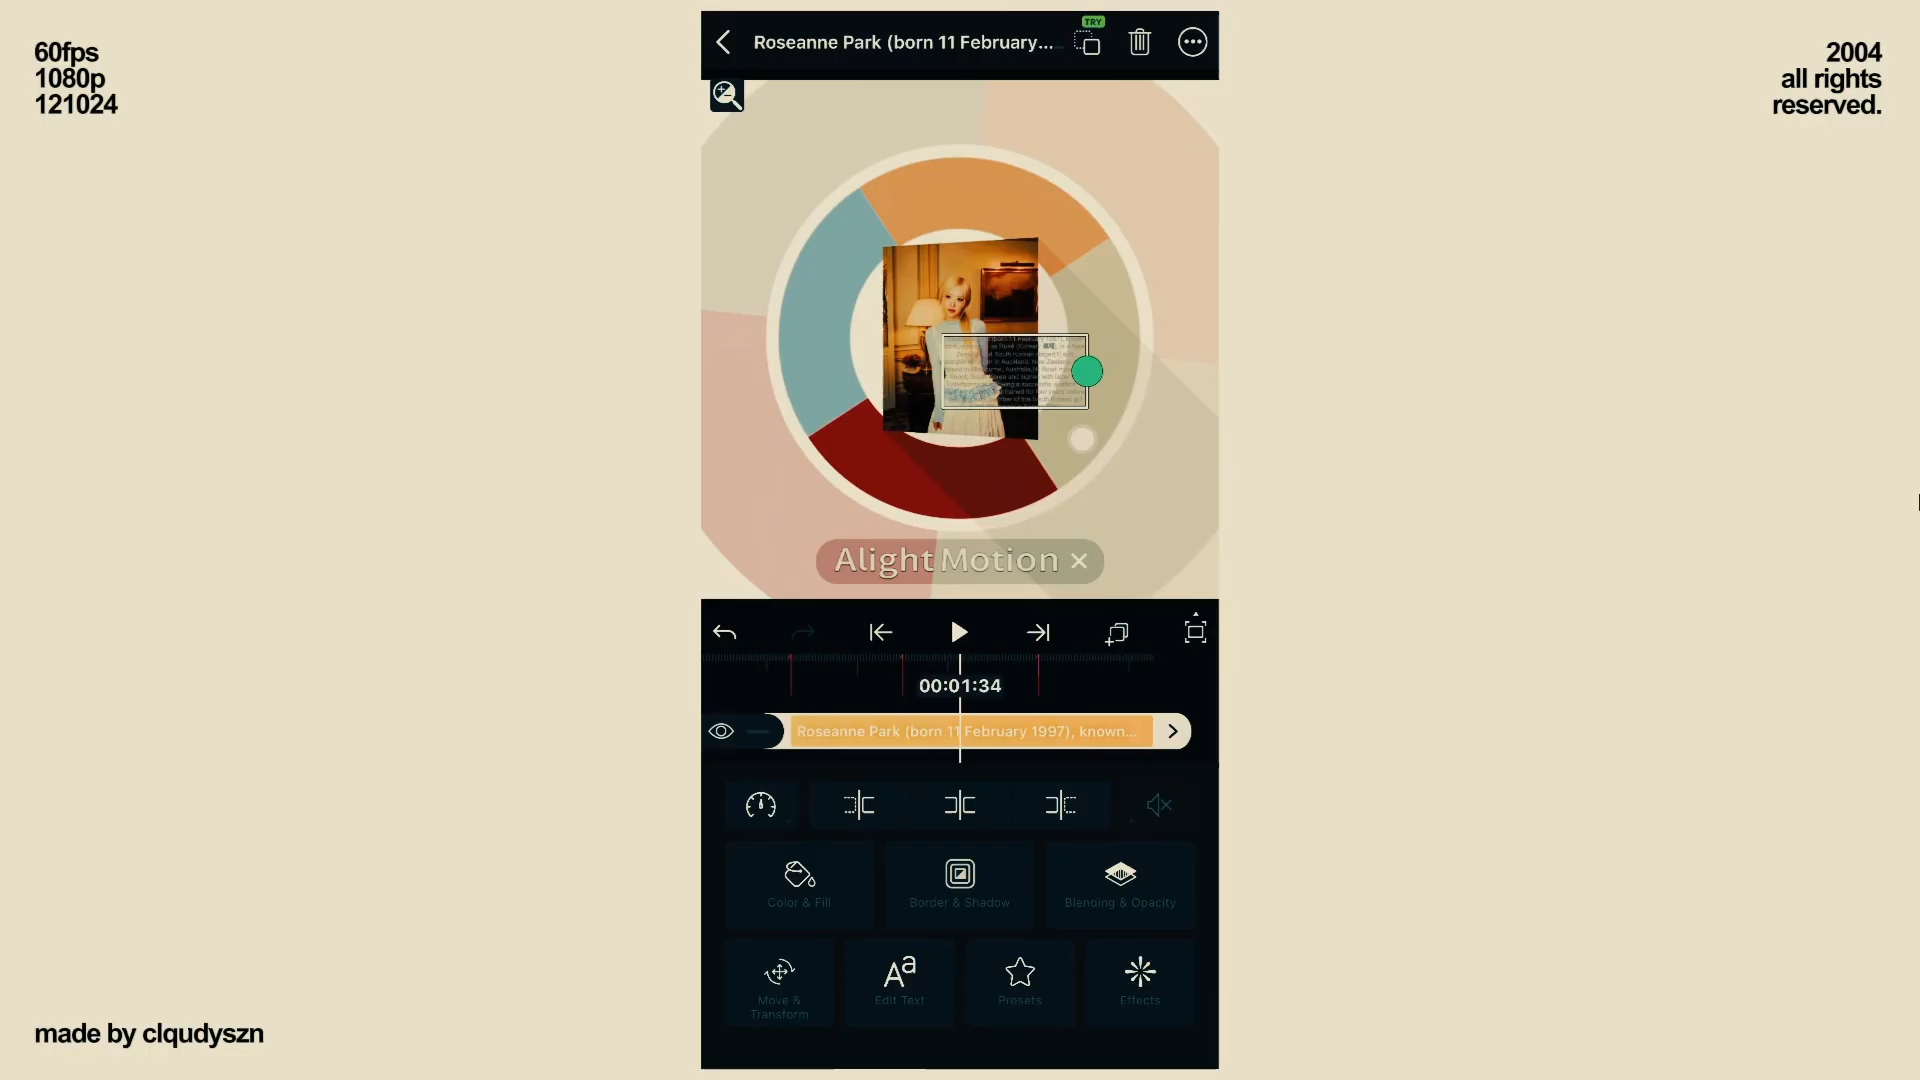 60fps
1080p
121024
2004
all rights
reserved.
TRY
Roseanne Park (born 11 February...
Alight Motion ×
00:01:34
Roseanne Park (born 11 February 1997), known...
Color & Fill
Border & Shadow
Blending & Opacity
Move &
Transform
Edit Text
Presets
Effects
made by clqudyszn